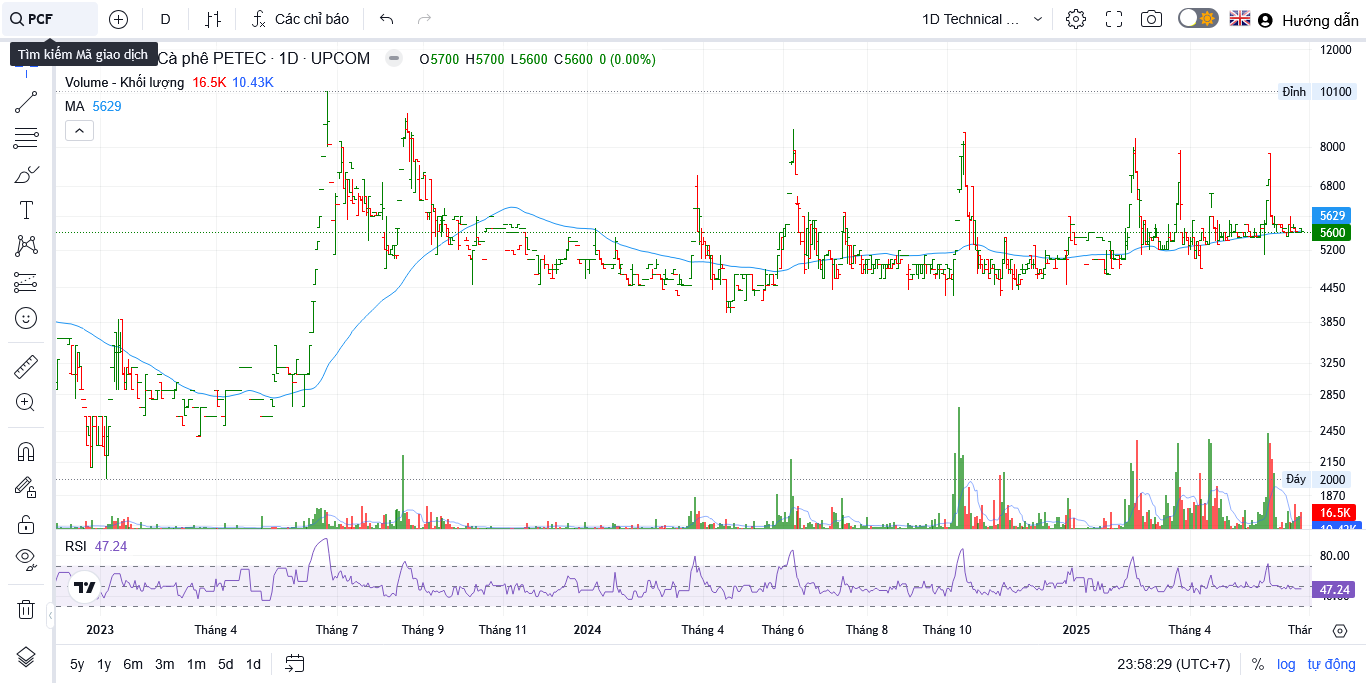 PCF
D
Các chỉ báo
1D Technical ...
Hướng dẫn
Tìm kiếm Mã giao dịch
Cà phê PETEC · 1D · UPCOM
O5700 H5700 L5600 C5600 0 (0.00%)
Volume - Khối lượng 16.5K 10.43K
MA 5629
12000
Đỉnh 10100
8000
6800
5629
5600
5200
4450
3850
3250
2850
2450
2150
Đáy 2000
1870
16.5K
10.43K
RSI 47.24
80.00
47.24
2023 Tháng 4 Tháng 7 Tháng 9 Tháng 11 2024 Tháng 4 Tháng 6 Tháng 8 Tháng 10 2025 Tháng 4 Thár
5y 1y 6m 3m 1m 5d 1d
23:58:29 (UTC+7) % log tự động